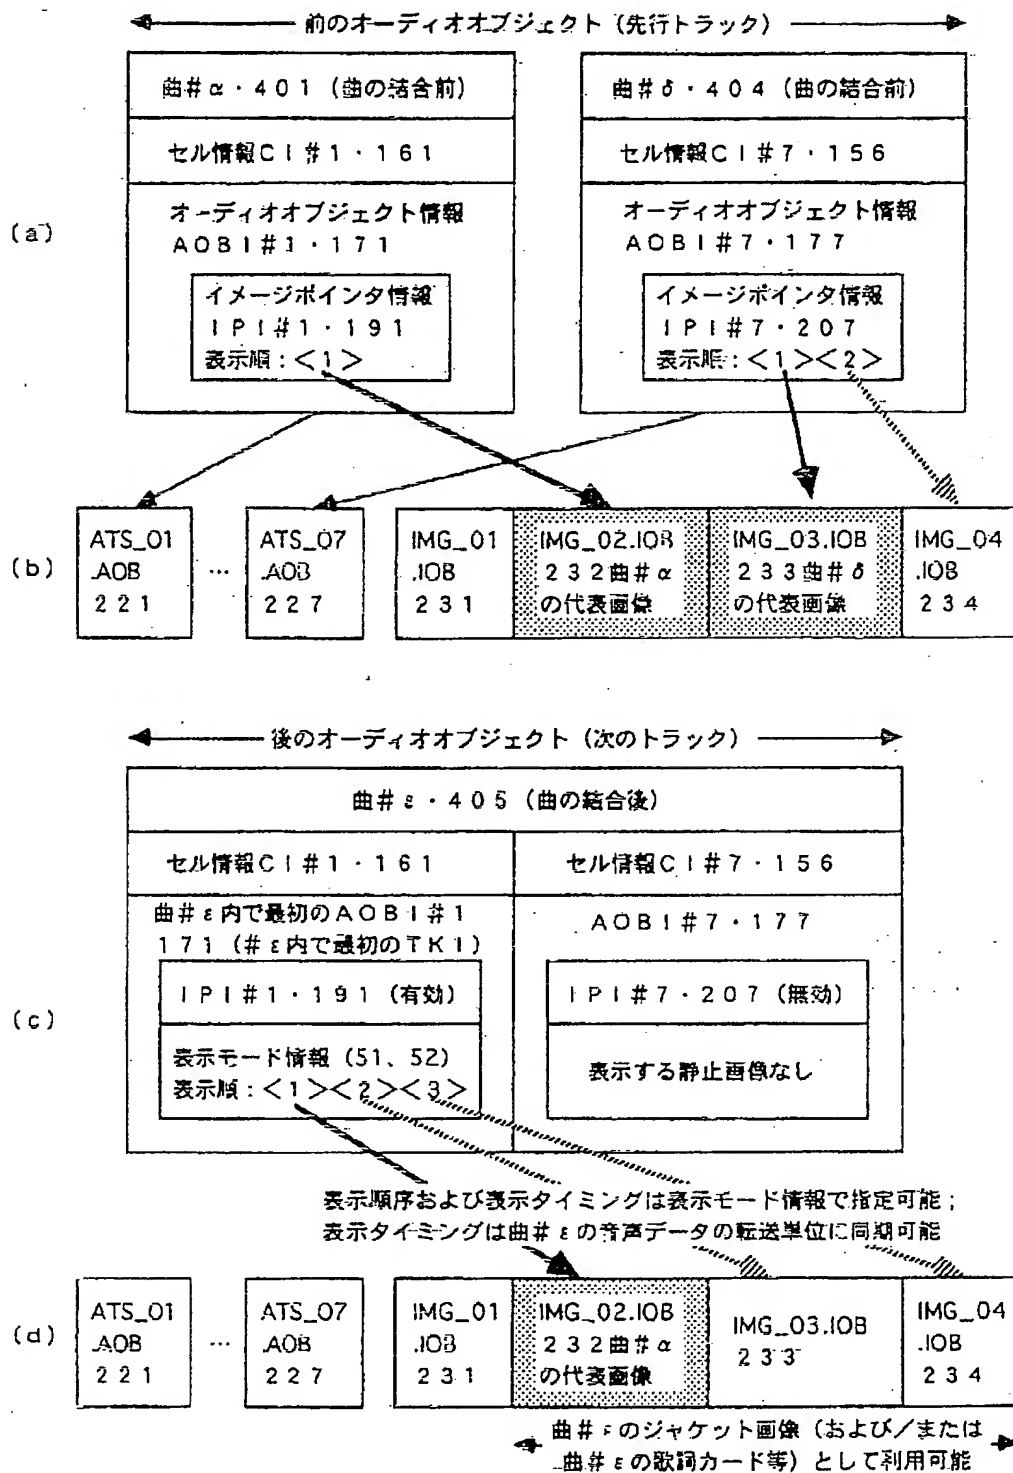 前のオーディオオブジェクト（先行トラック）
曲＃α・４０１（曲の結合前）
曲＃δ・４０４（曲の結合前）
セル情報ＣＩ＃１・１６１
セル情報ＣＩ＃７・１５６
(a)
オーディオオブジェクト情報
ＡＯＢＩ＃１・１７１
イメージポインタ情報
ＩＰＩ＃１・１９１
表示順：＜１＞
オーディオオブジェクト情報
ＡＯＢＩ＃７・１７７
イメージポインタ情報
ＩＰＩ＃７・２０７
表示順：＜１＞＜２＞
(b)
ATS_01
.AOB
２２１
…
ATS_07
.AOB
２２７
IMG_01
.IOB
２３１
IMG_02.IOB
２３２曲＃α
の代表画像
IMG_03.IOB
２３３曲＃δ
の代表画像
IMG_04
.IOB
２３４
後のオーディオオブジェクト（次のトラック）
曲＃ε・４０５（曲の結合後）
セル情報ＣＩ＃１・１６１
セル情報ＣＩ＃７・１５６
(c)
曲＃ε内で最初のＡＯＢＩ＃１
１７１（＃ε内で最初のＴＫＩ）
ＩＰＩ＃１・１９１（有効）
表示モード情報（51、52）
表示順：＜１＞＜２＞＜３＞
ＡＯＢＩ＃７・１７７
ＩＰＩ＃７・２０７（無効）
表示する静止画像なし
表示順序および表示タイミングは表示モード情報で指定可能；
表示タイミングは曲＃εの音声データの転送単位に同期可能
(d)
ATS_01
.AOB
２２１
…
ATS_07
.AOB
２２７
IMG_01
.IOB
２３１
IMG_02.IOB
２３２曲＃α
の代表画像
IMG_03.IOB
２３３
IMG_04
.IOB
２３４
曲＃εのジャケット画像（および／または
曲＃εの歌詞カード等）として利用可能